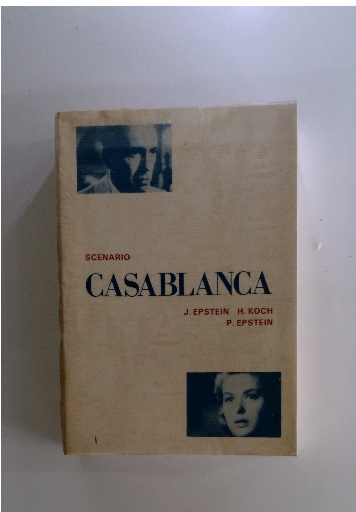 SCENARIO
CASABLANCA
J. EPSTEIN H. KOCH
P. EPSTEIN